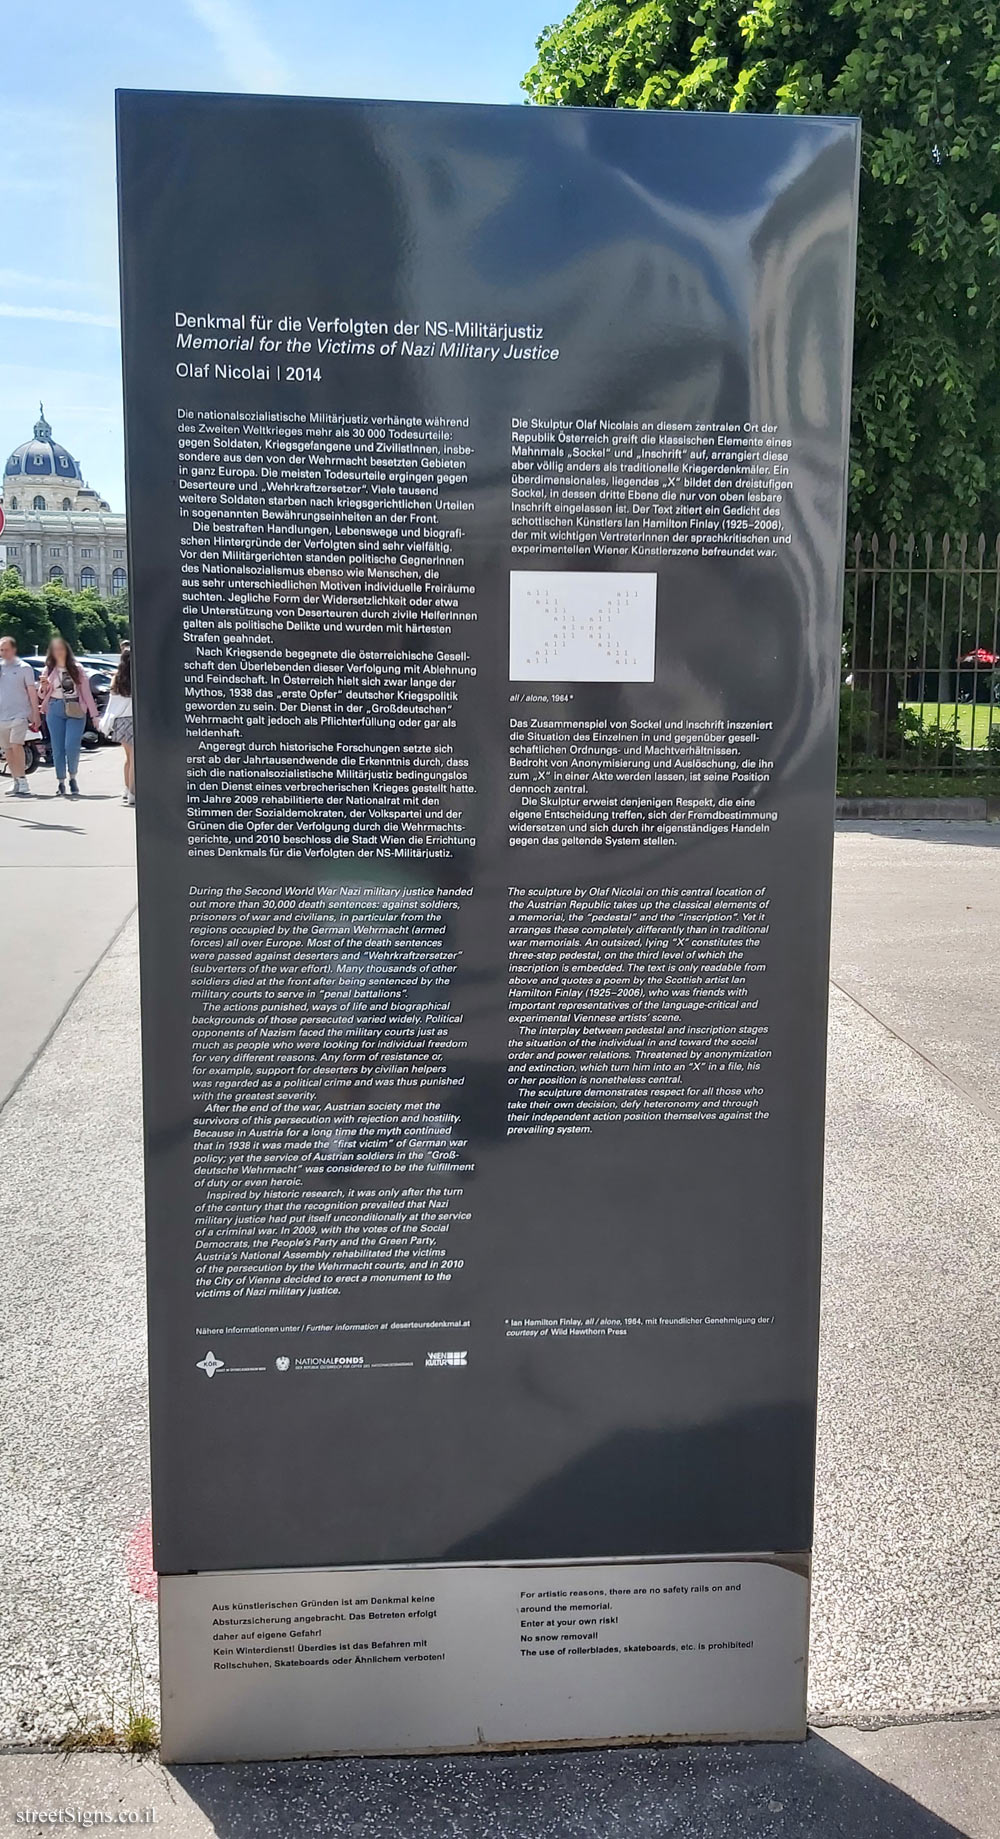 Denkmal für die Verfolgten der NS-Militärjustiz
Memorial for the Victims of Nazi Military Justice
Olaf Nicolai | 2014
Die nationalsozialistische Militärjustiz verhängte während
des Zweiten Weltkrieges mehr als 30 000 Todesurteile:
gegen Soldaten, Kriegsgefangene und ZivilistInnen, insbe-
sondere aus den von der Wehrmacht besetzten Gebieten
in ganz Europa. Die meisten Todesurteile ergingen gegen
Deserteure und „Wehrkraftzersetzer“. Viele tausend
weitere Soldaten starben nach kriegsgerichtlichen Urteilen
in sogenannten Bewährungseinheiten an der Front.
Die bestraften Handlungen, Lebenswege und biografi-
schen Hintergründe der Verfolgten sind sehr vielfältig.
Vor den Militärgerichten standen politische GegnerInnen
des Nationalsozialismus ebenso wie Menschen, die
aus sehr unterschiedlichen Motiven individuelle Freiräume
suchten. Jegliche Form der Widersetzlichkeit oder etwa
die Unterstützung von Deserteuren durch zivile HelferInnen
galten als politische Delikte und wurden mit härtesten
Strafen geahndet.
Nach Kriegsende begegnete die österreichische Gesell-
schaft den Überlebenden dieser Verfolgung mit Ablehnung
und Feindschaft. In Österreich hielt sich zwar lange der
Mythos, 1938 das „erste Opfer“ deutscher Kriegspolitik
geworden zu sein. Der Dienst in der „Großdeutschen“
Wehrmacht galt jedoch als Pflichterfüllung oder gar als
heldenhaft.
Angeregt durch historische Forschungen setzte sich
erst ab der Jahrtausendwende die Erkenntnis durch, dass
sich die nationalsozialistische Militärjustiz bedingungslos
in den Dienst eines verbrecherischen Krieges gestellt hatte.
Im Jahre 2009 rehabilitierte der Nationalrat mit den
Stimmen der Sozialdemokraten, der Volkspartei und der
Grünen die Opfer der Verfolgung durch die Wehrmachts-
gerichte, und 2010 beschloss die Stadt Wien die Errichtung
eines Denkmals für die Verfolgten der NS-Militärjustiz.
Die Skulptur Olaf Nicolais an diesem zentralen Ort der
Republik Österreich greift die klassischen Elemente eines
Mahnmals „Sockel“ und „Inschrift“ auf, arrangiert diese
aber völlig anders als traditionelle Kriegerdenkmäler. Ein
überdimensionales, liegendes „X“ bildet den dreistufigen
Sockel, in dessen dritte Ebene die nur von oben lesbare
Inschrift eingelassen ist. Der Text zitiert ein Gedicht des
schottischen Künstlers Ian Hamilton Finlay (1925–2006),
der mit wichtigen VertreterInnen der sprachkritischen und
experimentellen Wiener Künstlerszene befreundet war.
all all
all all
all all
all all
alone
all all
all all
all all
all all
all / alone, 1964*
Das Zusammenspiel von Sockel und Inschrift inszeniert
die Situation des Einzelnen in und gegenüber gesell-
schaftlichen Ordnungs- und Machtverhältnissen.
Bedroht von Anonymisierung und Auslöschung, die ihn
zum „X“ in einer Akte werden lassen, ist seine Position
dennoch zentral.
Die Skulptur erweist denjenigen Respekt, die eine
eigene Entscheidung treffen, sich der Fremdbestimmung
widersetzen und sich durch ihr eigenständiges Handeln
gegen das geltende System stellen.
During the Second World War Nazi military justice handed
out more than 30,000 death sentences: against soldiers,
prisoners of war and civilians, in particular from the
regions occupied by the German Wehrmacht (armed
forces) all over Europe. Most of the death sentences
were passed against deserters and "Wehrkraftzersetzer"
(subverters of the war effort). Many thousands of other
soldiers died at the front after being sentenced by the
military courts to serve in "penal battalions".
The actions punished, ways of life and biographical
backgrounds of those persecuted varied widely. Political
opponents of Nazism faced the military courts just as
much as people who were looking for individual freedom
for very different reasons. Any form of resistance or,
for example, support for deserters by civilian helpers
was regarded as a political crime and was thus punished
with the greatest severity.
After the end of the war, Austrian society met the
survivors of this persecution with rejection and hostility.
Because in Austria for a long time the myth continued
that in 1938 it was made the "first victim" of German war
policy; yet the service of Austrian soldiers in the "Groß-
deutsche Wehrmacht" was considered to be the fulfillment
of duty or even heroic.
Inspired by historic research, it was only after the turn
of the century that the recognition prevailed that Nazi
military justice had put itself unconditionally at the service
of a criminal war. In 2009, with the votes of the Social
Democrats, the People's Party and the Green Party,
Austria's National Assembly rehabilitated the victims
of the persecution by the Wehrmacht courts, and in 2010
the City of Vienna decided to erect a monument to the
victims of Nazi military justice.
The sculpture by Olaf Nicolai on this central location of
the Austrian Republic takes up the classical elements of
a memorial, the "pedestal" and the "inscription". Yet it
arranges these completely differently than in traditional
war memorials. An outsized, lying "X" constitutes the
three-step pedestal, on the third level of which the
inscription is embedded. The text is only readable from
above and quotes a poem by the Scottish artist Ian
Hamilton Finlay (1925–2006), who was friends with
important representatives of the language-critical and
experimental Viennese artists' scene.
The interplay between pedestal and inscription stages
the situation of the individual in and toward the social
order and power relations. Threatened by anonymization
and extinction, which turn him into an "X" in a file, his
or her position is nonetheless central.
The sculpture demonstrates respect for all those who
take their own decision, defy heteronomy and through
their independent action position themselves against the
prevailing system.
Nähere Informationen unter / Further information at deserteursdenkmal.at
* Ian Hamilton Finlay, all / alone, 1964, mit freundlicher Genehmigung der /
courtesy of Wild Hawthorn Press
KÖR
NATIONALFONDS
WIEN
KULTUR
Aus künstlerischen Gründen ist am Denkmal keine
Absturzsicherung angebracht. Das Betreten erfolgt
daher auf eigene Gefahr!
Kein Winterdienst! Überdies ist das Befahren mit
Rollschuhen, Skateboards oder Ähnlichem verboten!
For artistic reasons, there are no safety rails on and
around the memorial.
Enter at your own risk!
No snow removal!
The use of rollerblades, skateboards, etc. is prohibited!
streetSigns.co.il